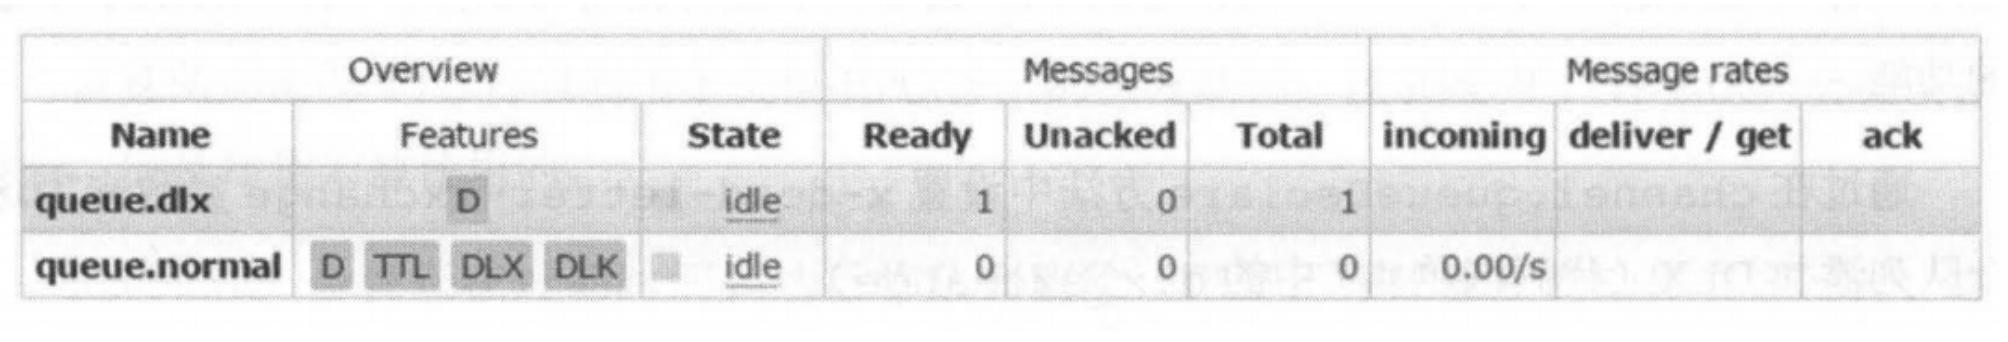 Overview Messages Message rates
Name Features State Ready Unacked Total incoming deliver / get ack
queue.dlx D idle 1 0 1
queue.normal D TTL DLX DLK idle 0 0 0 0.00/s